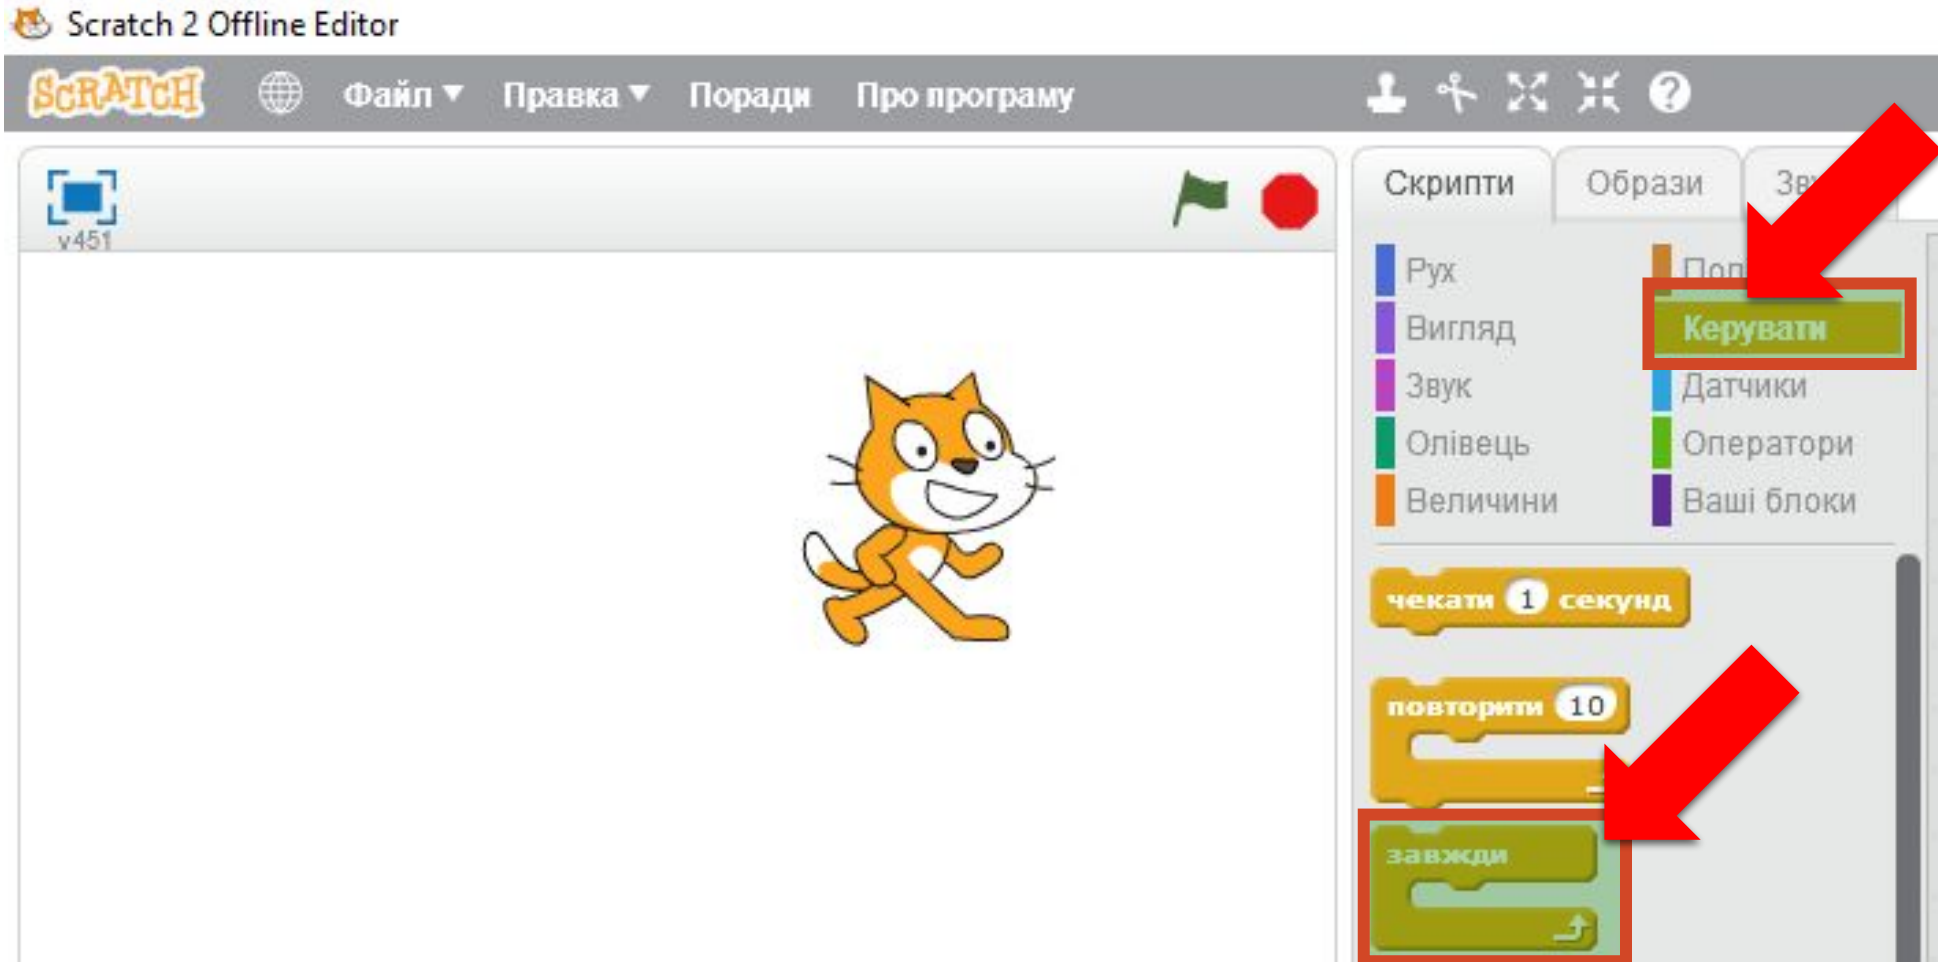 Scratch 2 Offline Editor
SCRATCH Файл Правка Поради Про програму
v451
Скрипти Образи
Рух
Вигляд Керувати
Звук Датчики
Олівець Оператори
Величини Ваші блоки
чекати 1 секунд
повторити 10
завжди